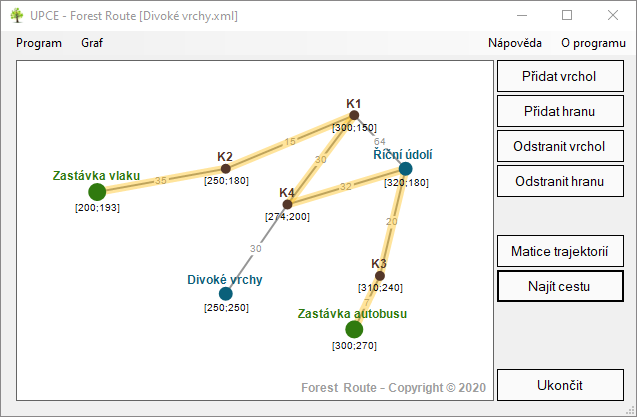 UPCE - Forest Route [Divoké vrchy.xml]
Program Graf Nápověda O programu
Přidat vrchol
Přidat hranu
Odstranit vrchol
Odstranit hranu
Matice trajektorií
Najít cestu
Ukončit
K1
[300;150]
15
64
K2
[250;180]
30
Říční údolí
[320;180]
Zastávka vlaku
35
[200;193]
K4
32
[274;200]
20
30
K3
[310;240]
Divoké vrchy
[250;250]
7
Zastávka autobusu
[300;270]
Forest Route - Copyright © 2020